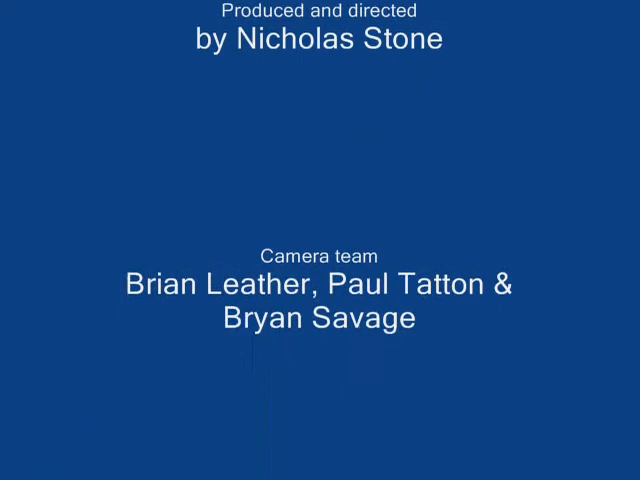 Produced and directed
by Nicholas Stone
Camera team
Brian Leather, Paul Tatton &
Bryan Savage